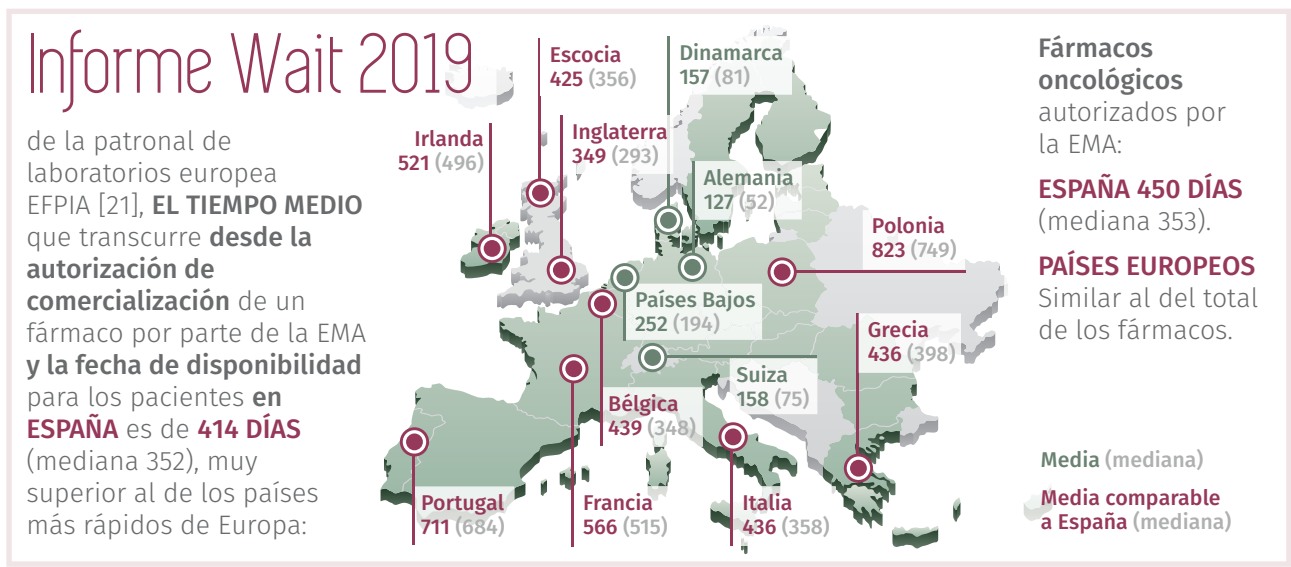 Informe Wait 2019
de la patronal de
laboratorios europea
EFPIA [21], EL TIEMPO MEDIO
que transcurre desde la
autorización de
comercialización de un
fármaco por parte de la EMA
y la fecha de disponibilidad
para los pacientes en
ESPAÑA es de 414 DÍAS
(mediana 352), muy
superior al de los países
más rápidos de Europa:
Escocia
425 (356)
Dinamarca
157 (81)
Irlanda
521 (496)
Inglaterra
349 (293)
Alemania
127 (52)
Polonia
823 (749)
Países Bajos
252 (194)
Grecia
436 (398)
Suiza
158 (75)
Bélgica
439 (348)
Portugal
711 (684)
Francia
566 (515)
Italia
436 (358)
Fármacos
oncológicos
autorizados por
la EMA:
ESPAÑA 450 DÍAS
(mediana 353).
PAÍSES EUROPEOS
Similar al del total
de los fármacos.
Media (mediana)
Media comparable
a España (mediana)